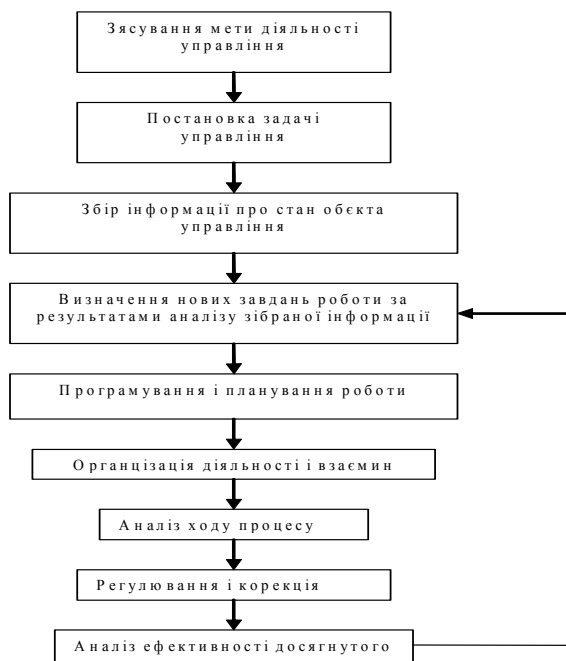 Зясування мети діяльності
управління
Постановка задачі
управління
Збір інформації про стан обєкта
управління
Визначення нових завдань роботи за
результатами аналізу зібраної інформації
Програмування і планування роботи
Органцізація діяльності і взаємин
Аналіз ходу процесу
Регулювання і корекція
Аналіз ефективності досягнутого